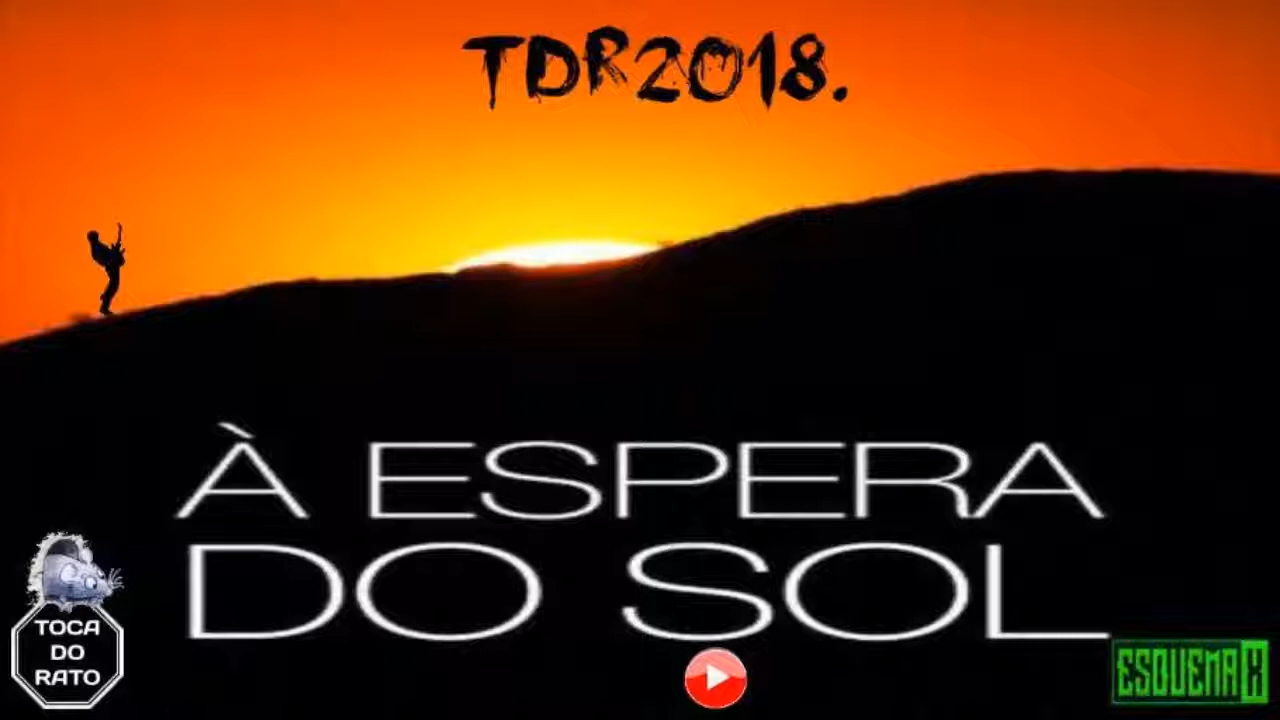 TDR2018.
À ESPERA
DO SOL
TOCA
DO
RATO
ESQUEMA X